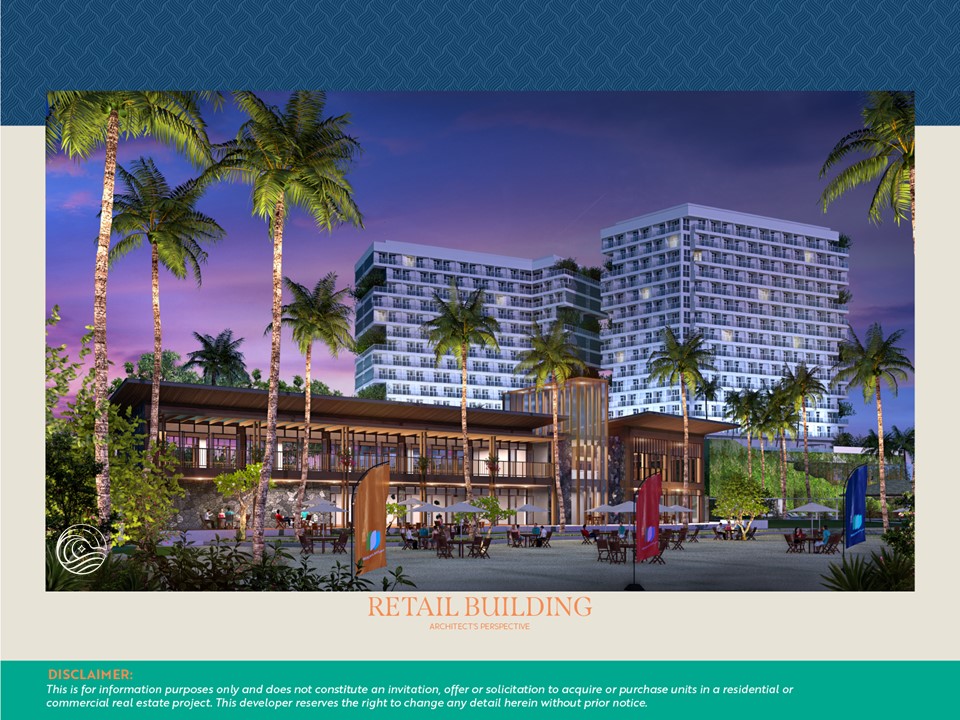 RETAIL BUILDING
ARCHITECT'S PERSPECTIVE
DISCLAIMER:
This is for information purposes only and does not constitute an invitation, offer or solicitation to acquire or purchase units in a residential or
commercial real estate project. This developer reserves the right to change any detail herein without prior notice.